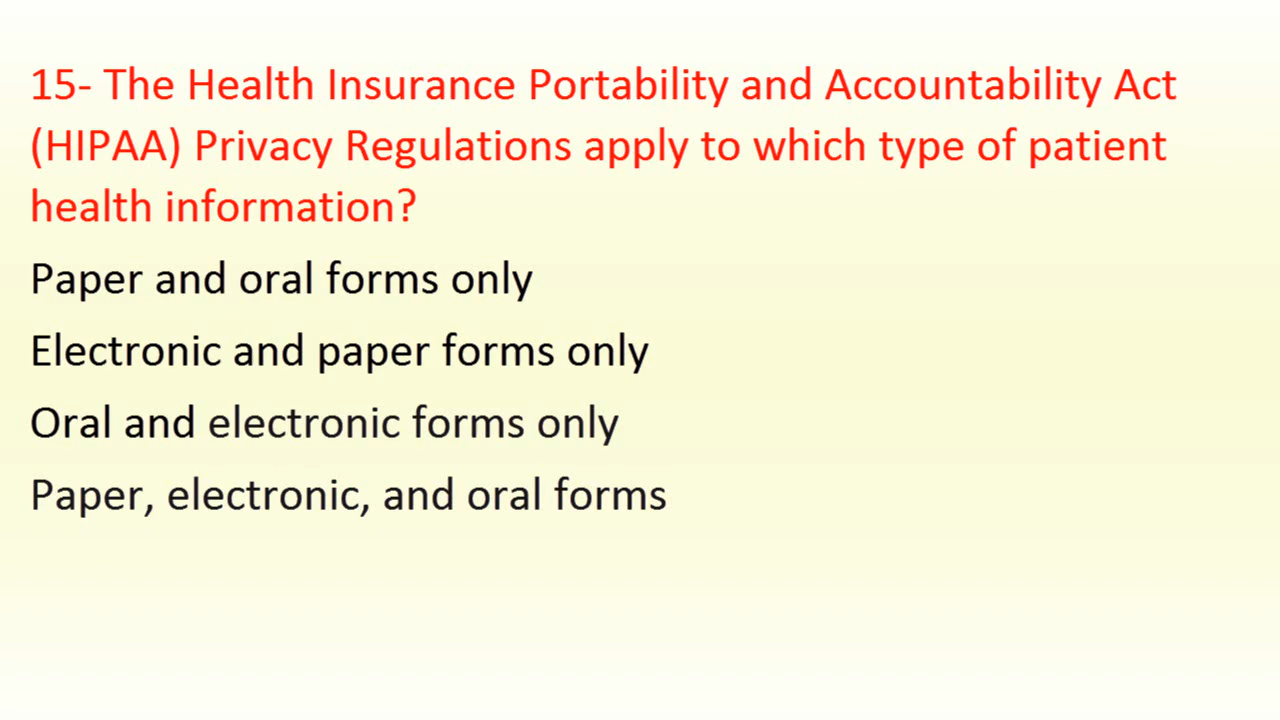 15- The Health Insurance Portability and Accountability Act
(HIPAA) Privacy Regulations apply to which type of patient
health information?
Paper and oral forms only
Electronic and paper forms only
Oral and electronic forms only
Paper, electronic, and oral forms